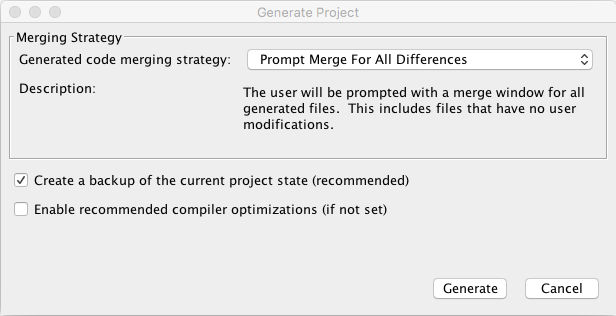 Generate Project
Merging Strategy
Generated code merging strategy: Prompt Merge For All Differences
Description: The user will be prompted with a merge window for all
generated files. This includes files that have no user
modifications.
Create a backup of the current project state (recommended)
Enable recommended compiler optimizations (if not set)
Generate Cancel